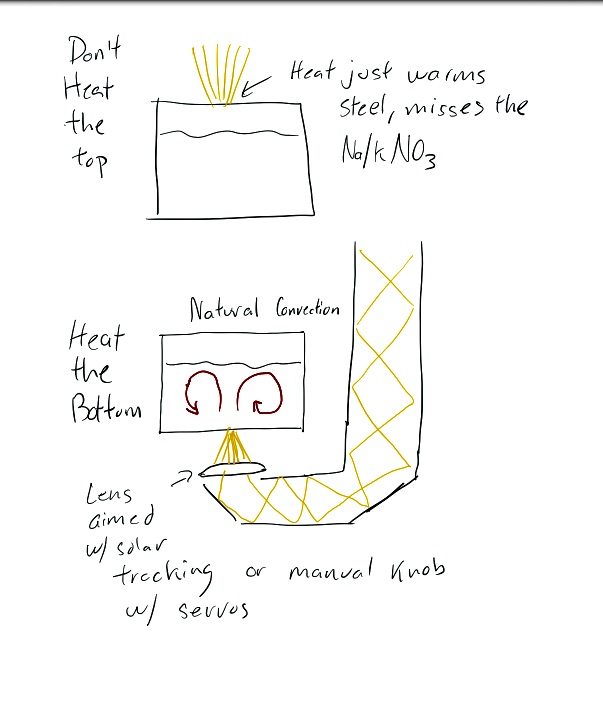 Don't
Heat
the
top
Heat just warms
steel, misses the
Na/KNO3
Natural Convection
Heat
the
Bottom
Lens
aimed
w/ solar
tracking or manual Knob
w/ servos